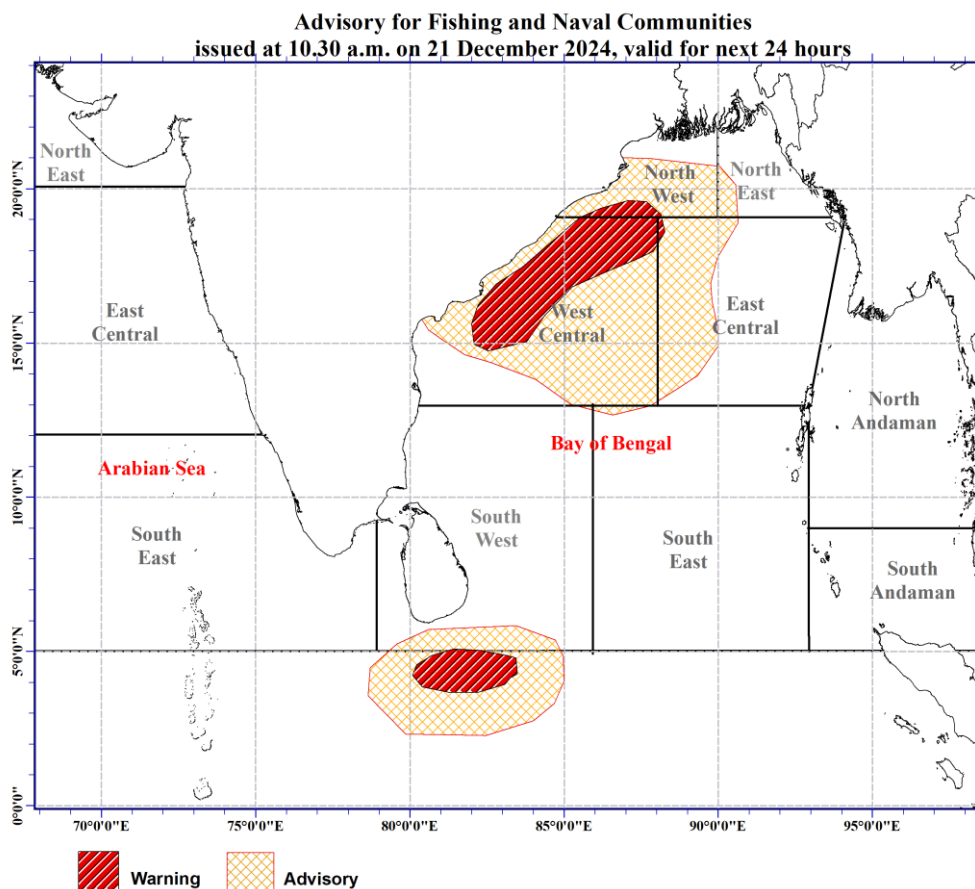 Advisory for Fishing and Naval Communities
issued at 10.30 a.m. on 21 December 2024, valid for next 24 hours
North
East
North
West
North
East
East
Central
West
Central
East
Central
North
Andaman
Arabian Sea
Bay of Bengal
South
East
South
West
South
East
South
Andaman
20°0'0"N
15°0'0"N
10°0'0"N
5°0'0"N
0°0'0"
70°0'0"E
75°0'0"E
80°0'0"E
85°0'0"E
90°0'0"E
95°0'0"E
Warning
Advisory